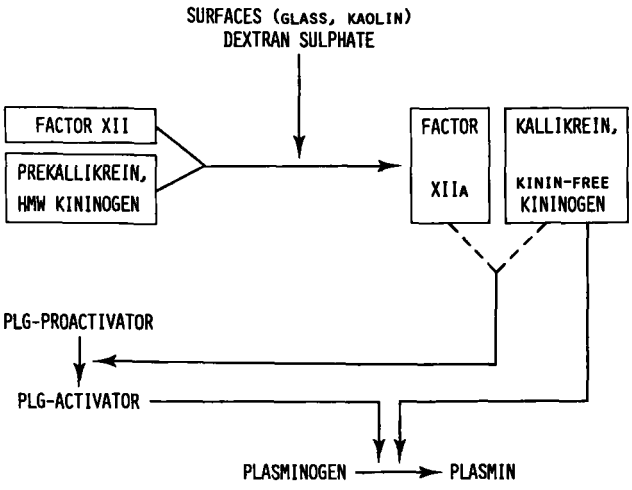 SURFACES (GLASS, KAOLIN)
DEXTRAN SULPHATE
FACTOR XII
PREKALLIKREIN,
HMW KININOGEN
FACTOR
XIIA
KALLIKREIN,
KININ-FREE
KININOGEN
PLG-PROACTIVATOR
PLG-ACTIVATOR
PLASMINOGEN
PLASMIN